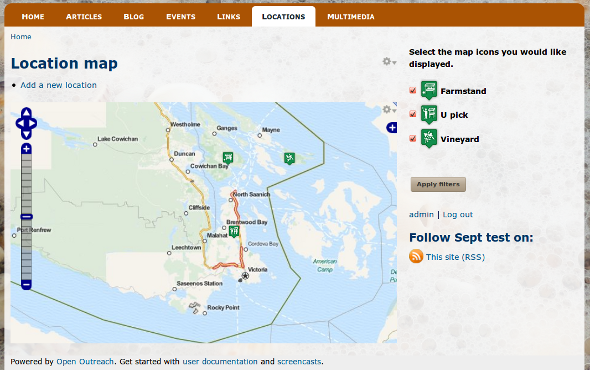 HOME ARTICLES BLOG EVENTS LINKS LOCATIONS MULTIMEDIA
Home
Location map
Add a new location
Westholme
Ganges
Mayne
Lake Cowichan
Duncan
Cowichan Bay
North Saanich
Cliffside
Brentwood Bay
Port Renfrew
Malahat
Cordova Bay
Leechtown
American
Camp
Victoria
Saseenos Station
Rocky Point
Select the map icons you would like
displayed.
Farmstand
U pick
Vineyard
Apply filters
admin | Log out
Follow Sept test on:
This site (RSS)
Powered by Open Outreach. Get started with user documentation and screencasts.